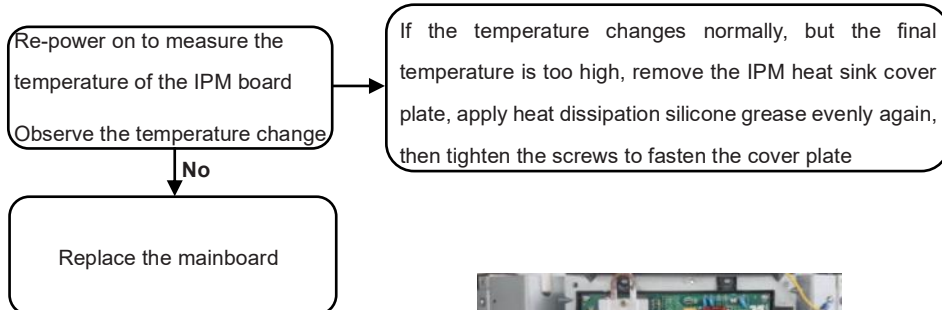 Re-power on to measure the
temperature of the IPM board
Observe the temperature change
If the temperature changes normally, but the final
temperature is too high, remove the IPM heat sink cover
plate, apply heat dissipation silicone grease evenly again,
then tighten the screws to fasten the cover plate
No
Replace the mainboard